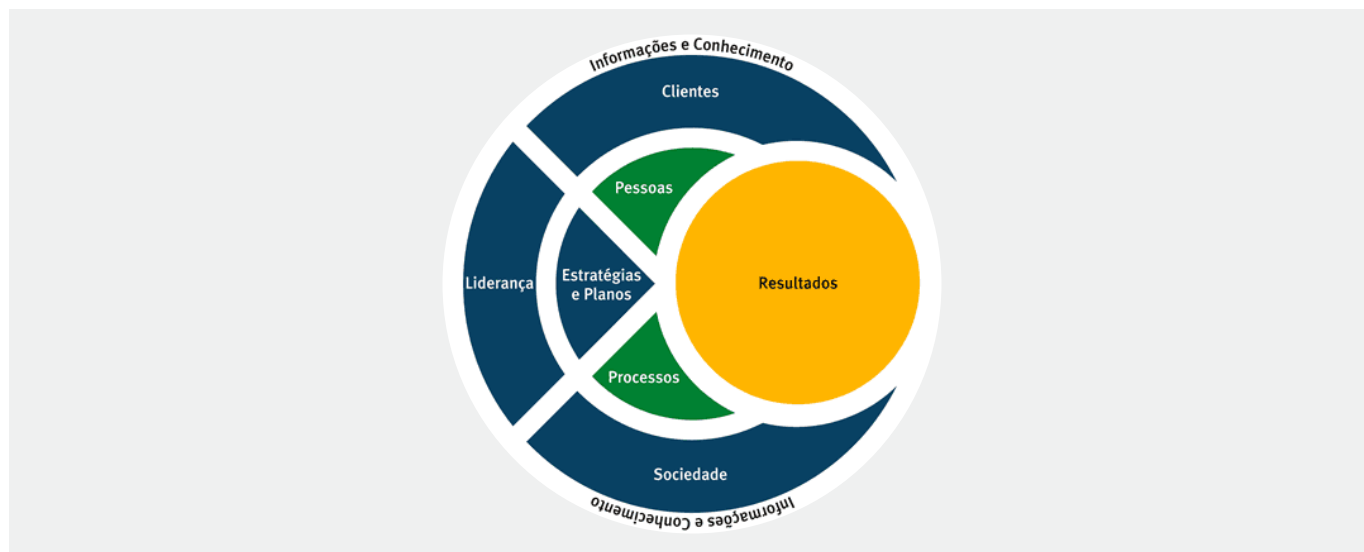 Informações e Conhecimento
Clientes
Pessoas
Liderança
Estratégias
e Planos
Resultados
Processos
Sociedade
Informações e Conhecimento